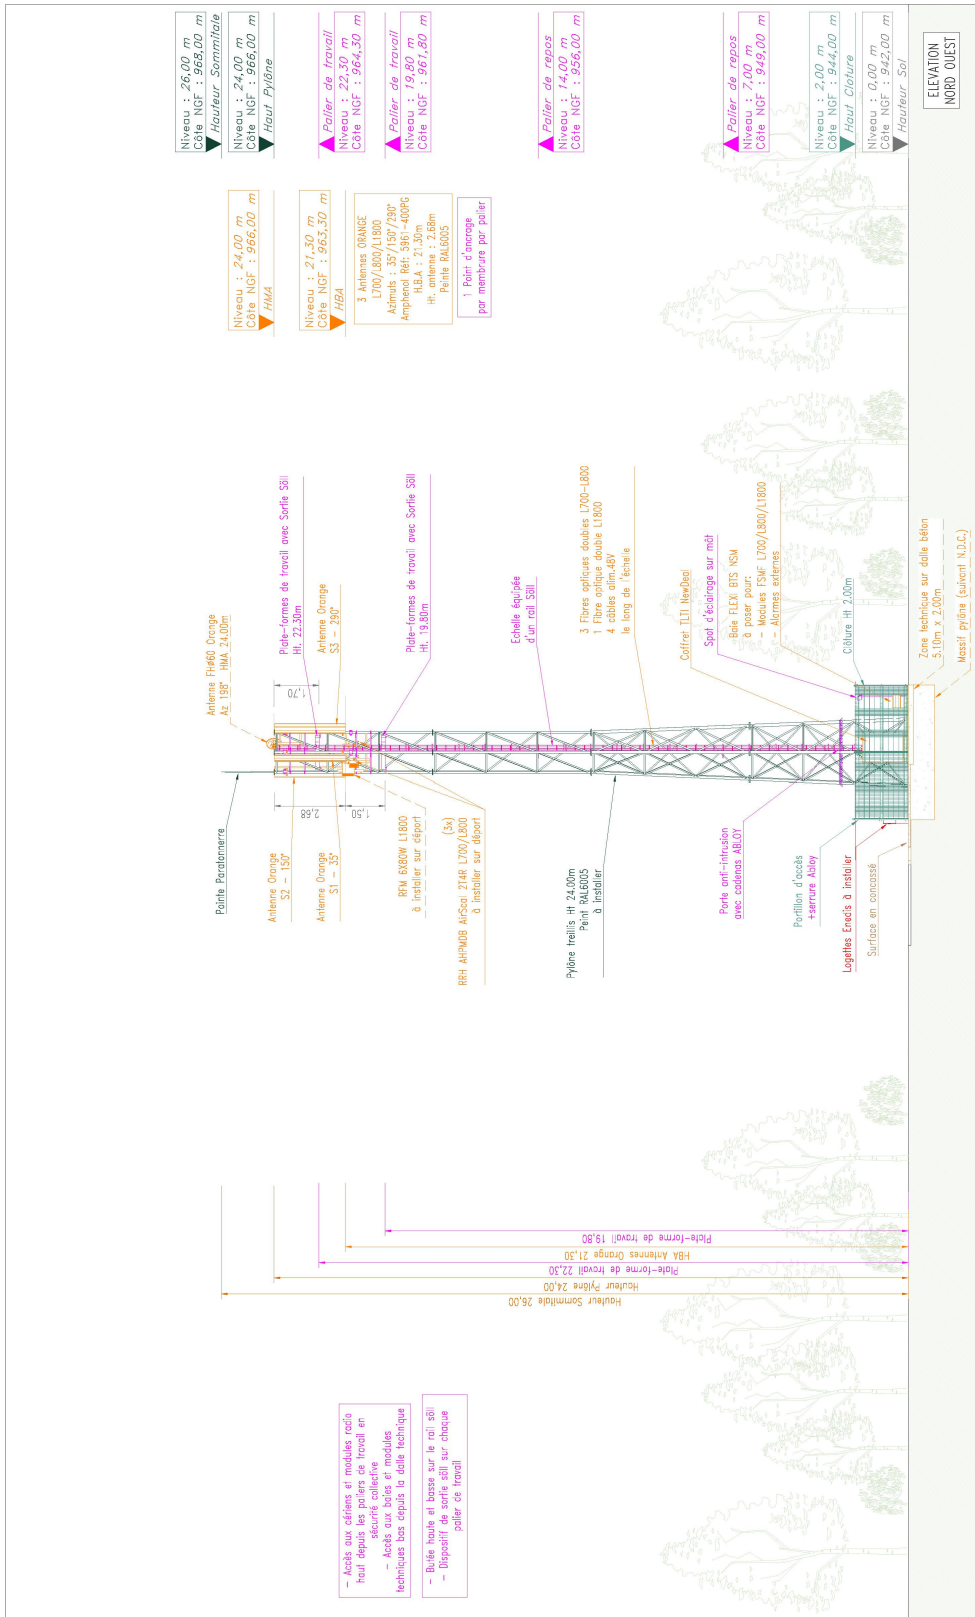 Niveau : 26,00 m
Côte NGF : 968,00 m
Hauteur Sommitale
Niveau : 24,00 m
Côte NGF : 966,00 m
Haut Pylône
Palier de travail
Niveau : 22,30 m
Côte NGF : 964,30 m
Palier de travail
Niveau : 19,80 m
Côte NGF : 961,80 m
Palier de repos
Niveau : 14,00 m
Côte NGF : 956,00 m
Palier de repos
Niveau : 7,00 m
Côte NGF : 949,00 m
Niveau : 2,00 m
Côte NGF : 944,00 m
Haut Cloture
Niveau : 0,00 m
Côte NGF : 942,00 m
Hauteur Sol
ELEVATION
NORD OUEST
Niveau : 24,00 m
Côte NGF : 966,00 m
HMA
Niveau : 21,30 m
Côte NGF : 963,30 m
HBA
3 Antennes ORANGE
L700/L800/L1800
Azimuts : 35°/150°/290°
Amphenol Réf: 5961-400PG
H.B.A : 21.30m
Ht. antenne : 2.68m
Peinte RAL6005
1 Point d'ancrage
par membrure par palier
Antenne FHØ60 Orange
Az 198° HMA 24.00m
Plate-formes de travail avec Sortie Söll
Ht. 22.30m
Antenne Orange
S3 - 290°
Plate-formes de travail avec Sortie Söll
Ht. 19.80m
Echelle équipée
d'un rail Söll
3 Fibres optiques doubles L700-L800
1 Fibre optique double L1800
4 câbles alim.48V
le long de l'échelle
Coffret TLTI NewDeal
Spot d'éclairage sur mât
Baie FLEXI BTS NSM
à poser pour:
- Modules FSMF L700/L800/L1800
- Alarmes externes
Clôture Ht 2.00m
Zone technique sur dalle béton
5.10m x 2.00m
Massif pylône (suivant N.D.C.)
1,70
2,68
1,50
Pointe Paratonnerre
Antenne Orange
S2 - 150°
Antenne Orange
S1 - 35°
RFM 6X80W L1800
à installer sur déport
(3x)
RRH AHPMDB AirScal 2T4R L700/L800
à installer sur déport
Pylône treillis Ht 24.00m
Peint RAL6005
à installer
Porte anti-intrusion
avec cadenas ABLOY
Portillon d'accès
+serrure Abloy
Logettes Enedis à installer
Surface en concassé
Plate-forme de travail 19,80
HBA Antennes Orange 21,30
Plate-forme de travail 22,30
Hauteur Pylône 24,00
Hauteur Sommitale 26,00
- Accès aux aériens et modules radio
haut depuis les paliers de travail en
sécurité collective
- Accès aux baies et modules
techniques bas depuis la dalle technique
- Butée haute et basse sur le rail söll
- Dispositif de sortie söll sur chaque
palier de travail